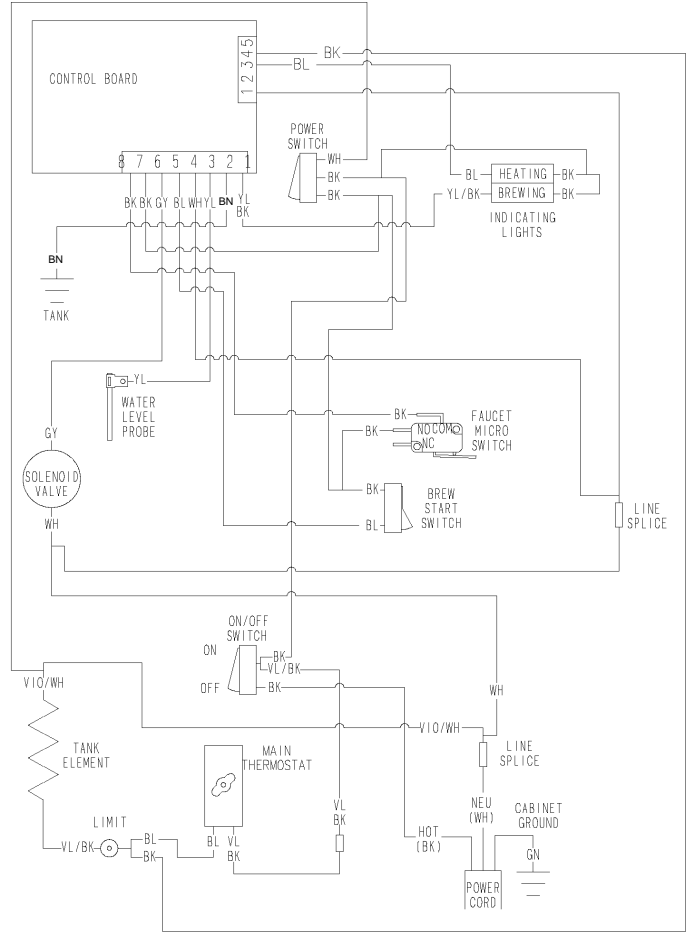 BK
BL
1 2 3 4 5
CONTROL BOARD
POWER
SWITCH
WH
BK
BK
8 7 6 5 4 3 2 1
BK BK GY BL WH YL BN YL
BK
BL HEATING BK
YL/BK BREWING BK
INDICATING
LIGHTS
BN
TANK
YL
WATER
LEVEL
PROBE
BK
NO COM
NC
BK
FAUCET
MICRO
SWITCH
GY
SOLENOID
VALVE
WH
BK
BL
BREW
START
SWITCH
LINE
SPLICE
ON/OFF
SWITCH
ON
BK
VL/BK
OFF
BK
VIO/WH
WH
VIO/WH
TANK
ELEMENT
MAIN
THERMOSTAT
LINE
SPLICE
VL
BK
NEU
(WH)
CABINET
GROUND
LIMIT
VL/BK
BL
BK
BL VL
BK
HOT
(BK)
GN
POWER
CORD